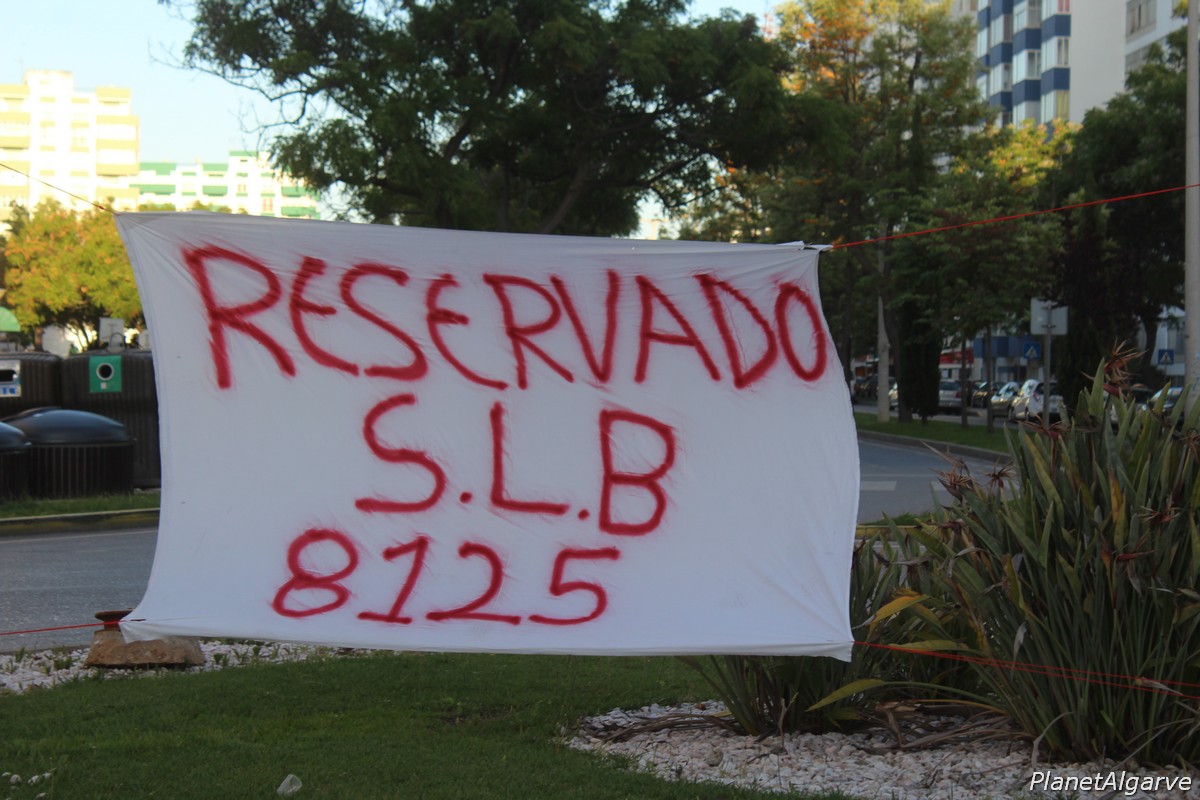 RESERVADO
S.L.B
8125
PlanetAlgarve